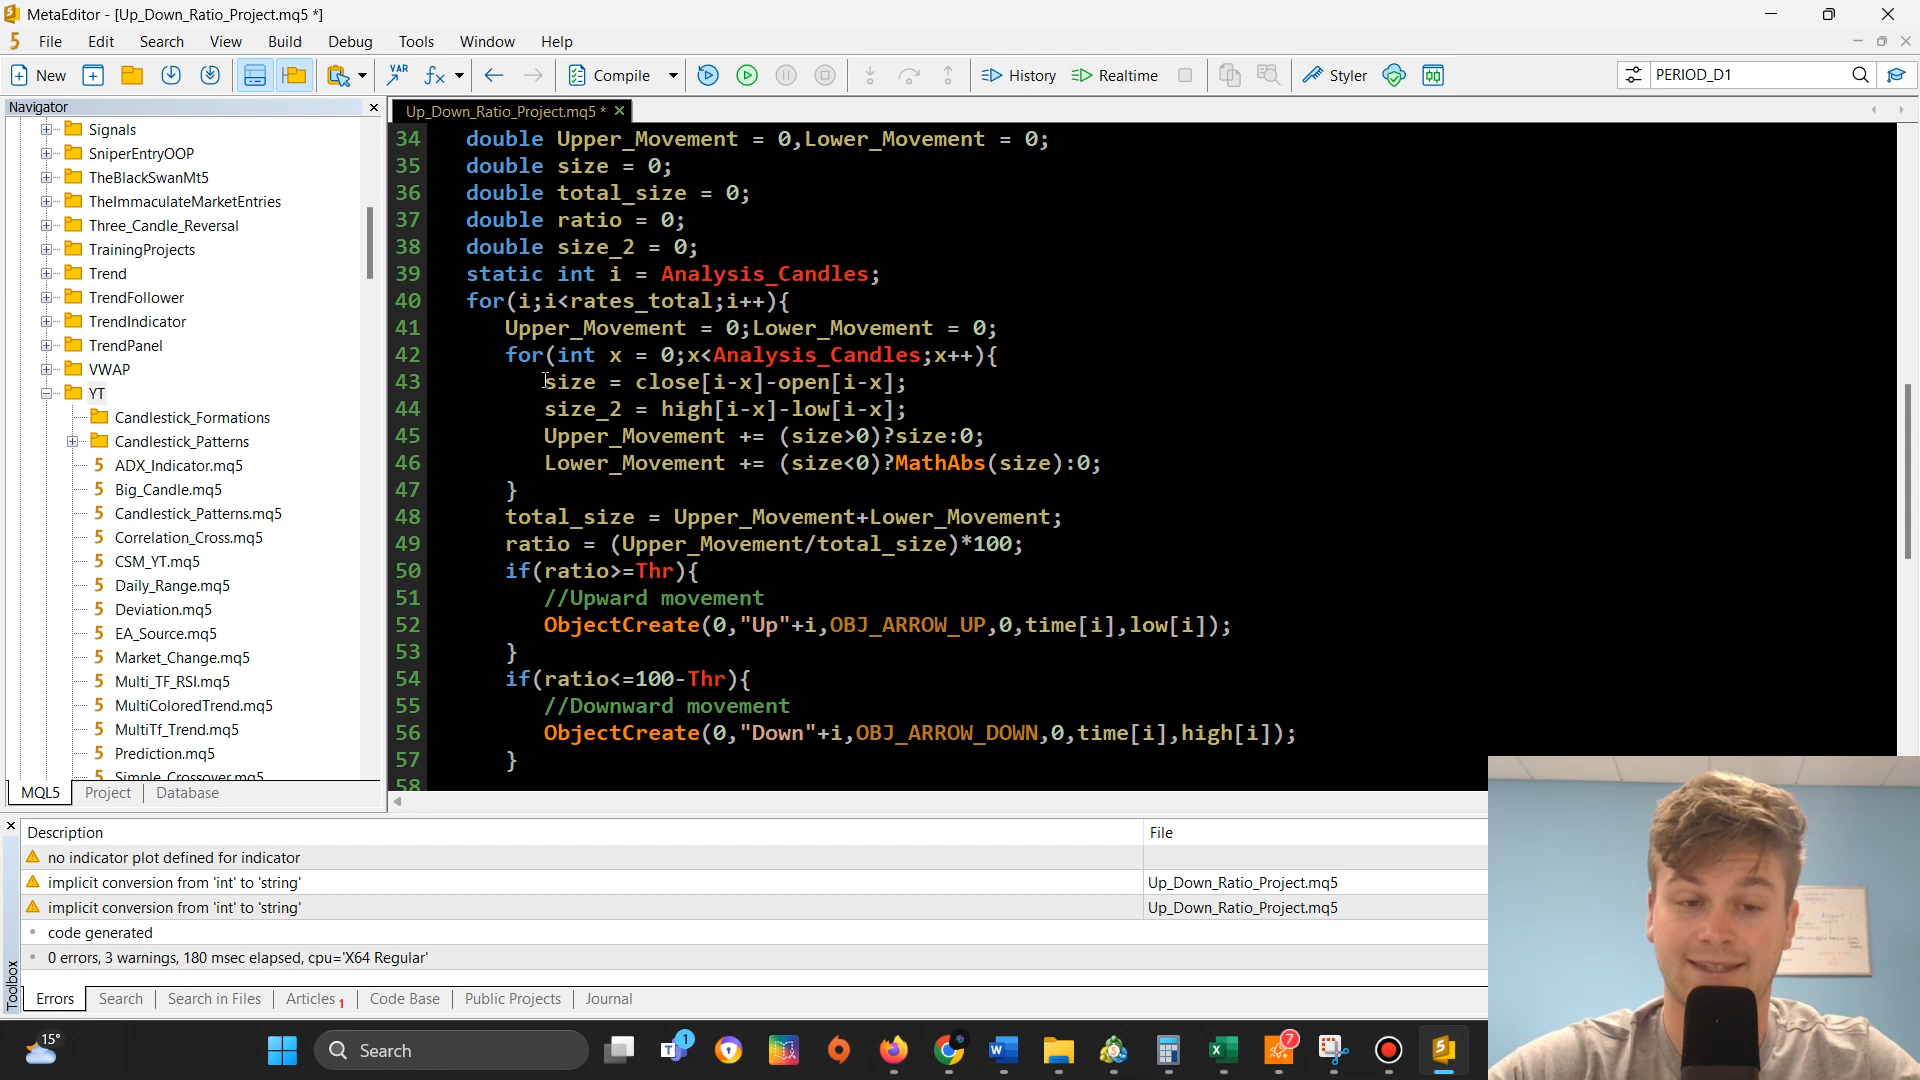 MetaEditor - [Up_Down_Ratio_Project.mq5 *]
File Edit Search View Build Debug Tools Window Help
New VAR Compile History Realtime Styler PERIOD_D1
Navigator
Up_Down_Ratio_Project.mq5 *
Signals
SniperEntryOOP
TheBlackSwanMt5
TheImmaculateMarketEntries
Three_Candle_Reversal
TrainingProjects
Trend
TrendFollower
TrendIndicator
TrendPanel
VWAP
YT
Candlestick_Formations
Candlestick_Patterns
ADX_Indicator.mq5
Big_Candle.mq5
Candlestick_Patterns.mq5
Correlation_Cross.mq5
CSM_YT.mq5
Daily_Range.mq5
Deviation.mq5
EA_Source.mq5
Market_Change.mq5
Multi_TF_RSI.mq5
MultiColoredTrend.mq5
MultiTf_Trend.mq5
Prediction.mq5
Simple_Crossover.mq5
MQL5 Project Database
34 double Upper_Movement = 0,Lower_Movement = 0;
35 double size = 0;
36 double total_size = 0;
37 double ratio = 0;
38 double size_2 = 0;
39 static int i = Analysis_Candles;
40 for(i;i<rates_total;i++){
41 Upper_Movement = 0;Lower_Movement = 0;
42 for(int x = 0;x<Analysis_Candles;x++){
43 size = close[i-x]-open[i-x];
44 size_2 = high[i-x]-low[i-x];
45 Upper_Movement += (size>0)?size:0;
46 Lower_Movement += (size<0)?MathAbs(size):0;
47 }
48 total_size = Upper_Movement+Lower_Movement;
49 ratio = (Upper_Movement/total_size)*100;
50 if(ratio>=Thr){
51 //Upward movement
52 ObjectCreate(0,"Up"+i,OBJ_ARROW_UP,0,time[i],low[i]);
53 }
54 if(ratio<=100-Thr){
55 //Downward movement
56 ObjectCreate(0,"Down"+i,OBJ_ARROW_DOWN,0,time[i],high[i]);
57 }
58
Description File
no indicator plot defined for indicator
implicit conversion from 'int' to 'string' Up_Down_Ratio_Project.mq5
implicit conversion from 'int' to 'string' Up_Down_Ratio_Project.mq5
code generated
0 errors, 3 warnings, 180 msec elapsed, cpu='X64 Regular'
Toolbox
Errors Search Search in Files Articles 1 Code Base Public Projects Journal
15°
Search
1
7